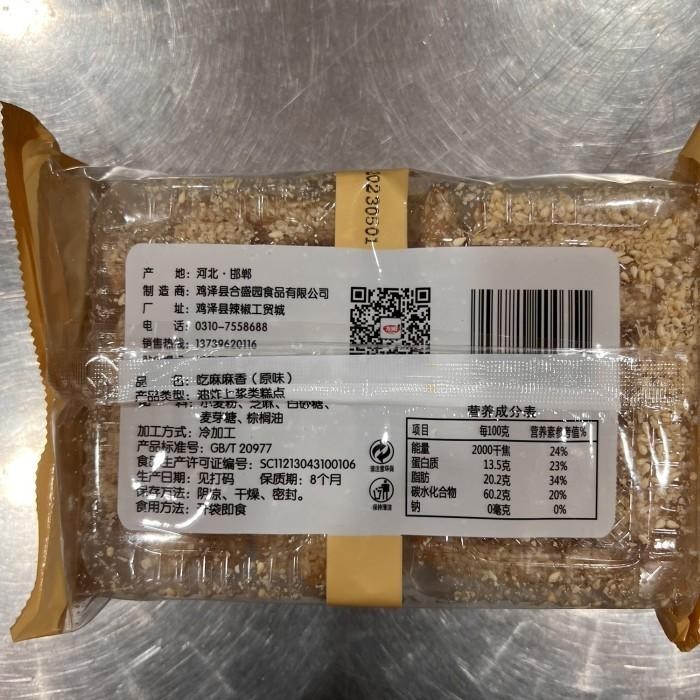 20230501
产 地：河北·邯郸
制 造 商：鸡泽县合盛园食品有限公司
厂 址：鸡泽县辣椒工贸城
电 话：0310-7558688
销售热线：13739620116
品 名：吃麻麻香（原味）
产品类型：油炸上浆类糕点
料：小麦粉、芝麻、白砂糖、
麦芽糖、棕榈油
加工方式：冷加工
产品标准号：GB/T 20977
食品生产许可证编号：SC11213043100106
生产日期：见打码 保质期：8个月
保存方法：阴凉、干燥、密封。
食用方法：开袋即食
保持清洁
营养成分表
项目 每100克 营养素参考值%
能量 2000千焦 24%
蛋白质 13.5克 23%
脂肪 20.2克 34%
碳水化合物 60.2克 20%
钠 0毫克 0%